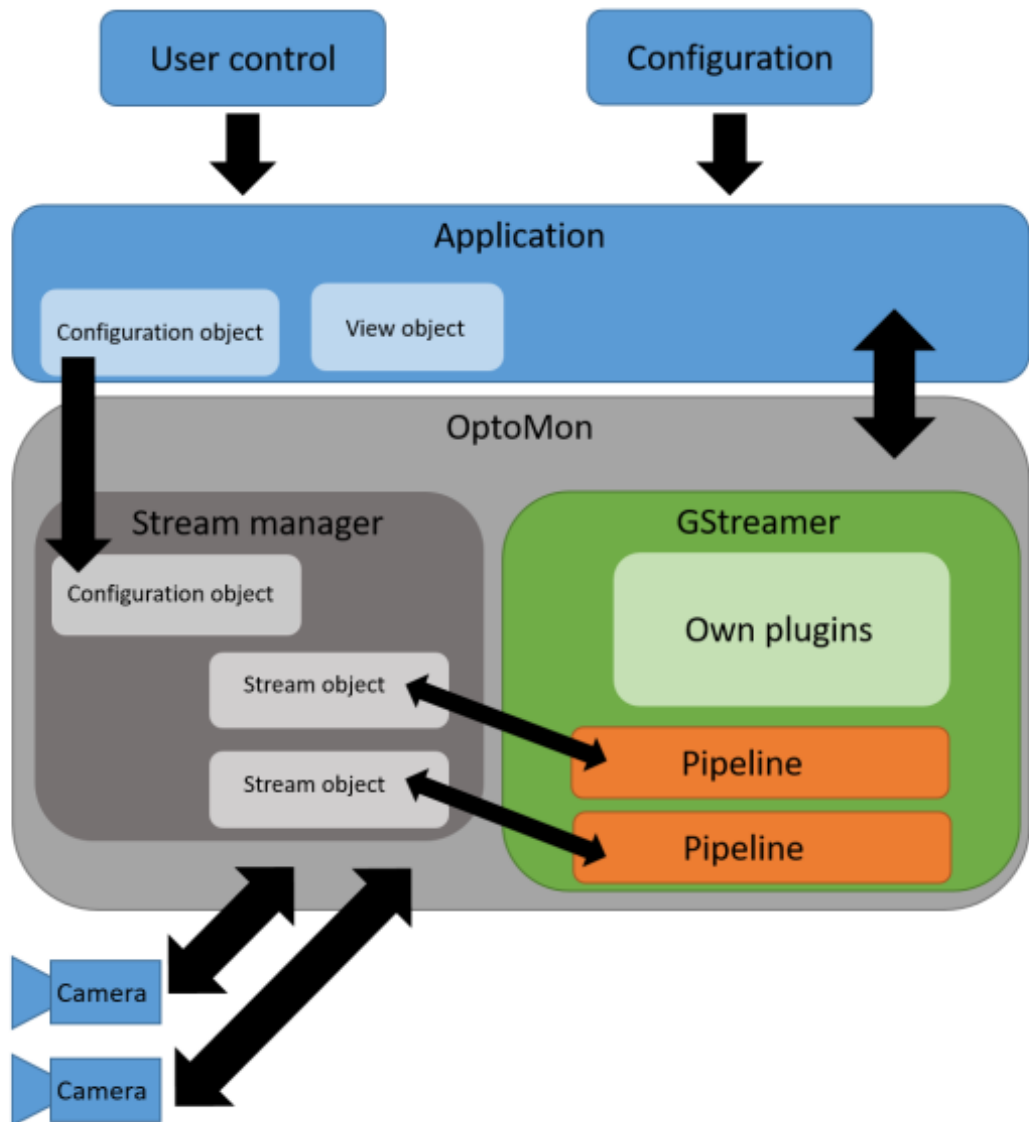 User control
Configuration
Application
Configuration object
View object
OptoMon
Stream manager
GStreamer
Configuration object
Own plugins
Stream object
Pipeline
Stream object
Pipeline
Camera
Camera